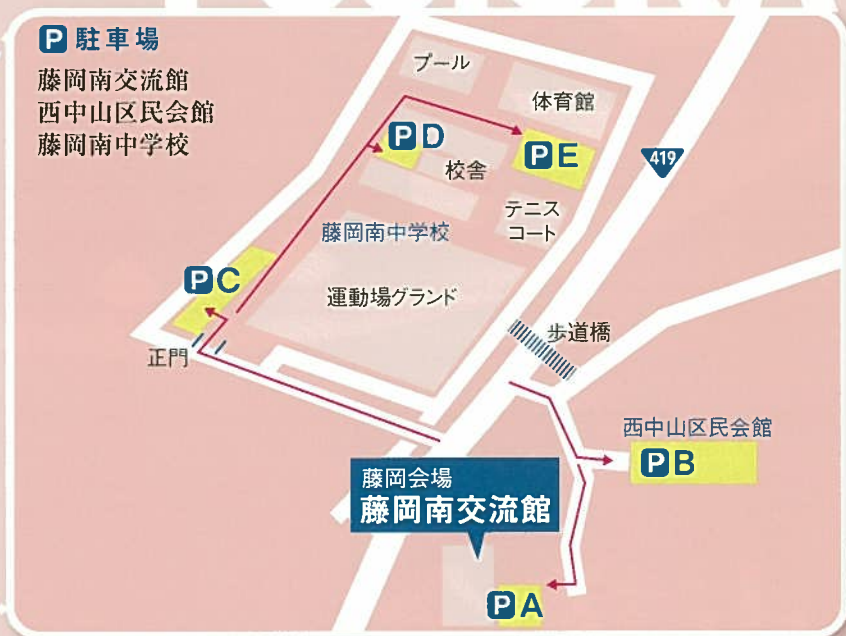 P 駐車場
藤岡南交流館
西中山区民会館
藤岡南中学校
プール
体育館
419
P D
P E
校舎
テニス
コート
藤岡南中学校
P C
運動場グランド
歩道橋
正門
西中山区民会館
P B
藤岡会場
藤岡南交流館
P A